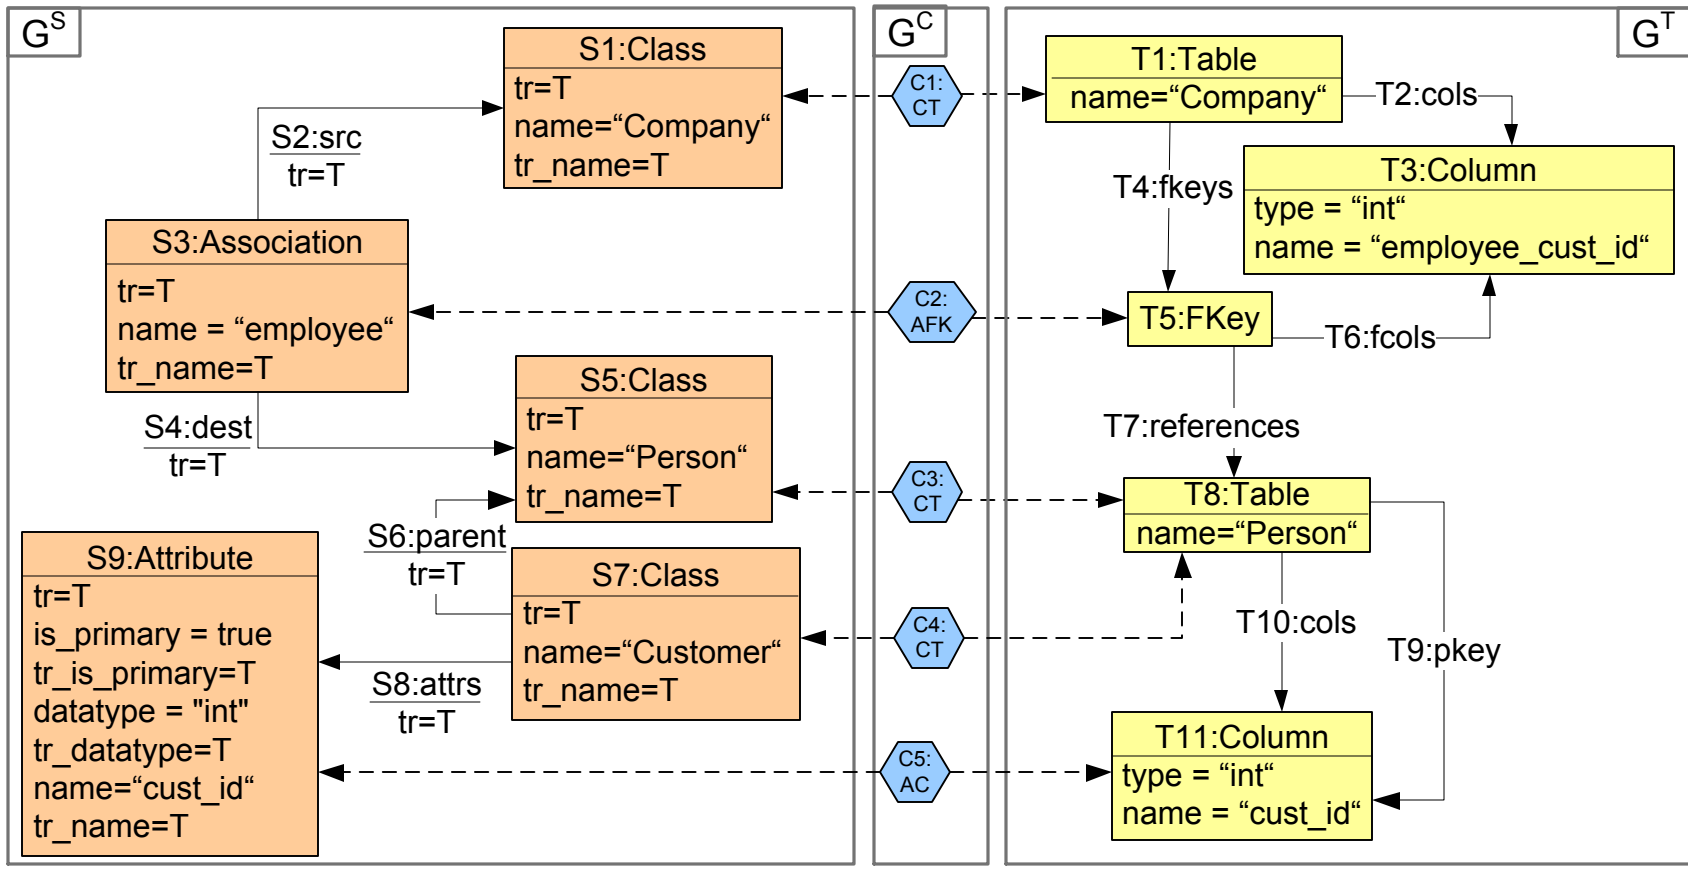 G^S
S1:Class
tr=T
name=“Company“
tr_name=T
S2:src
tr=T
S3:Association
tr=T
name = “employee“
tr_name=T
S4:dest
tr=T
S5:Class
tr=T
name=“Person“
tr_name=T
S6:parent
tr=T
S7:Class
tr=T
name=“Customer“
tr_name=T
S8:attrs
tr=T
S9:Attribute
tr=T
is_primary = true
tr_is_primary=T
datatype = "int"
tr_datatype=T
name=“cust_id“
tr_name=T
G^C
C1:
CT
C2:
AFK
C3:
CT
C4:
CT
C5:
AC
G^T
T1:Table
name=“Company“
T2:cols
T3:Column
type = “int“
name = “employee_cust_id“
T4:fkeys
T5:FKey
T6:fcols
T7:references
T8:Table
name=“Person“
T10:cols
T9:pkey
T11:Column
type = “int“
name = “cust_id“